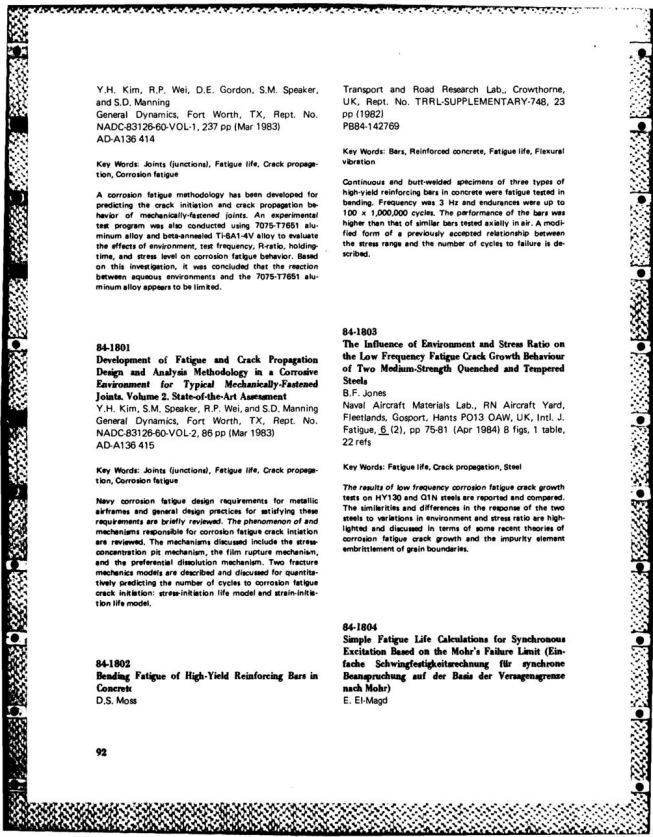 Y.H. Kim, R.P. Wei, D.E. Gordon, S.M. Speaker,
and S.D. Manning
General Dynamics, Fort Worth, TX, Rept. No.
NADC-83126-60-VOL-1, 237 pp (Mar 1983)
AD-A136 414
Key Words: Joints (junctions), Fatigue life, Crack propaga-
tion, Corrosion fatigue
A corrosion fatigue methodology has been developed for
predicting the crack initiation and crack propagation be-
havior of mechanically-fastened joints. An experimental
test program was also conducted using 7075-T7651 alu-
minum alloy and beta-annealed Ti-6A1-4V alloy to evaluate
the effects of environment, test frequency, R-ratio, holding-
time, and stress level on corrosion fatigue behavior. Based
on this investigation, it was concluded that the reaction
between aqueous environments and the 7075-T7651 alu-
minum alloy appears to be limited.
84-1801
Development of Fatigue and Crack Propagation
Design and Analysis Methodology in a Corrosive
Environment for Typical Mechanically-Fastened
Joints. Volume 2. State-of-the-Art Assessment
Y.H. Kim, S.M. Speaker, R.P. Wei, and S.D. Manning
General Dynamics, Fort Worth, TX, Rept. No.
NADC-83126-60-VOL-2, 86 pp (Mar 1983)
AD-A136 415
Key Words: Joints (junctions), Fatigue life, Crack propaga-
tion, Corrosion fatigue
Navy corrosion fatigue design requirements for metallic
airframes and general design practices for satisfying these
requirements are briefly reviewed. The phenomenon of and
mechanisms responsible for corrosion fatigue crack intiation
are reviewed. The mechanisms discussed include the stress-
concentration pit mechanism, the film rupture mechanism,
and the preferential dissolution mechanism. Two fracture
mechanics models are described and discussed for quantita-
tively predicting the number of cycles to corrosion fatigue
crack initiation: stress-initiation life model and strain-initia-
tion life model.
84-1802
Bending Fatigue of High-Yield Reinforcing Bars in
Concrete
D.S. Moss
92
Transport and Road Research Lab., Crowthorne,
UK, Rept. No. TRRL-SUPPLEMENTARY-748, 23
pp (1982)
PB84-142769
Key Words: Bars, Reinforced concrete, Fatigue life, Flexural
vibration
Continuous and butt-welded specimens of three types of
high-yield reinforcing bars in concrete were fatigue tested in
bending. Frequency was 3 Hz and endurances were up to
100 x 1,000,000 cycles. The performance of the bars was
higher than that of similar bars tested axially in air. A modi-
fied form of a previously accepted relationship between
the stress range and the number of cycles to failure is de-
scribed.
84-1803
The Influence of Environment and Stress Ratio on
the Low Frequency Fatigue Crack Growth Behaviour
of Two Medium-Strength Quenched and Tempered
Steels
B.F. Jones
Naval Aircraft Materials Lab., RN Aircraft Yard,
Fleetlands, Gosport, Hants PO13 OAW, UK, Intl. J.
Fatigue, 6 (2), pp 75-81 (Apr 1984) 8 figs, 1 table,
22 refs
Key Words: Fatigue life, Crack propagation, Steel
The results of low frequency corrosion fatigue crack growth
tests on HY130 and Q1N steels are reported and compared.
The similarities and differences in the response of the two
steels to variations in environment and stress ratio are high-
lighted and discussed in terms of some recent theories of
corrosion fatigue crack growth and the impurity element
embrittlement of grain boundaries.
84-1804
Simple Fatigue Life Calculations for Synchronous
Excitation Based on the Mohr's Failure Limit (Ein-
fache Schwingfestigkeitsrechnung für synchrone
Beanspruchung auf der Basis der Versagensgrenze
nach Mohr)
E. El-Magd